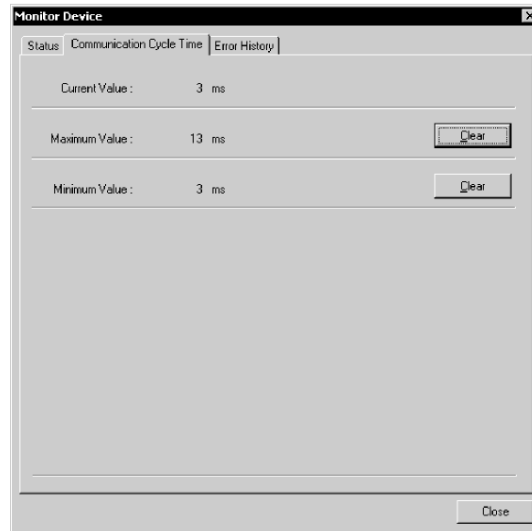 Monitor Device
Status Communication Cycle Time Error History
Current Value : 3 ms
Maximum Value : 13 ms Clear
Minimum Value : 3 ms Clear
Close